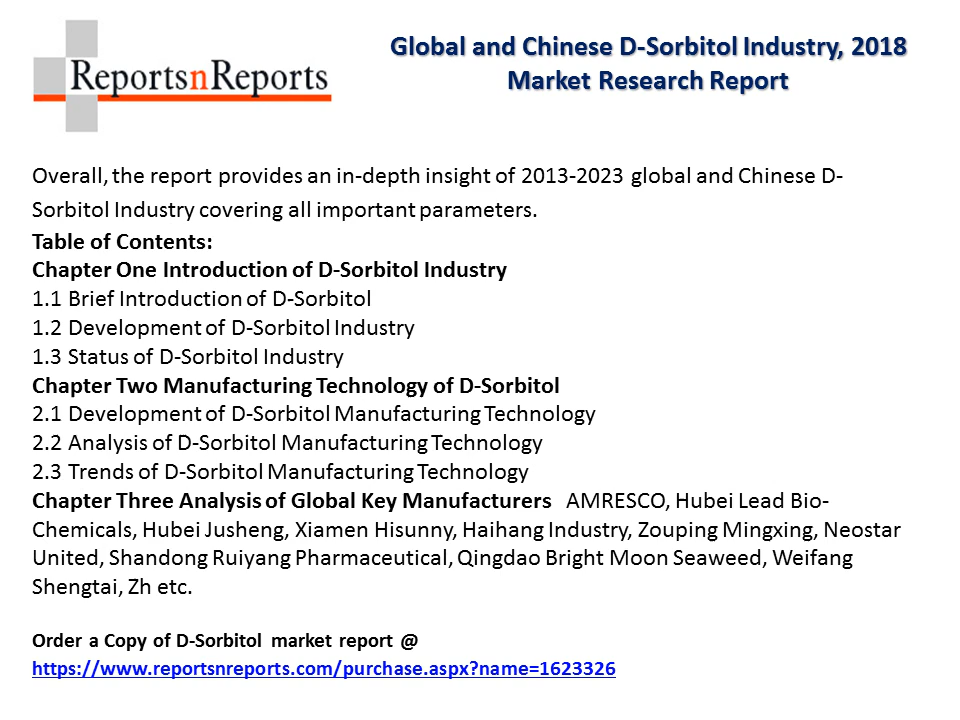 ReportsnReports
Global and Chinese D-Sorbitol Industry, 2018
Market Research Report
Overall, the report provides an in-depth insight of 2013-2023 global and Chinese D-
Sorbitol Industry covering all important parameters.
Table of Contents:
Chapter One Introduction of D-Sorbitol Industry
1.1 Brief Introduction of D-Sorbitol
1.2 Development of D-Sorbitol Industry
1.3 Status of D-Sorbitol Industry
Chapter Two Manufacturing Technology of D-Sorbitol
2.1 Development of D-Sorbitol Manufacturing Technology
2.2 Analysis of D-Sorbitol Manufacturing Technology
2.3 Trends of D-Sorbitol Manufacturing Technology
Chapter Three Analysis of Global Key Manufacturers AMRESCO, Hubei Lead Bio-
Chemicals, Hubei Jusheng, Xiamen Hisunny, Haihang Industry, Zouping Mingxing, Neostar
United, Shandong Ruiyang Pharmaceutical, Qingdao Bright Moon Seaweed, Weifang
Shengtai, Zh etc.
Order a Copy of D-Sorbitol market report @
https://www.reportsnreports.com/purchase.aspx?name=1623326